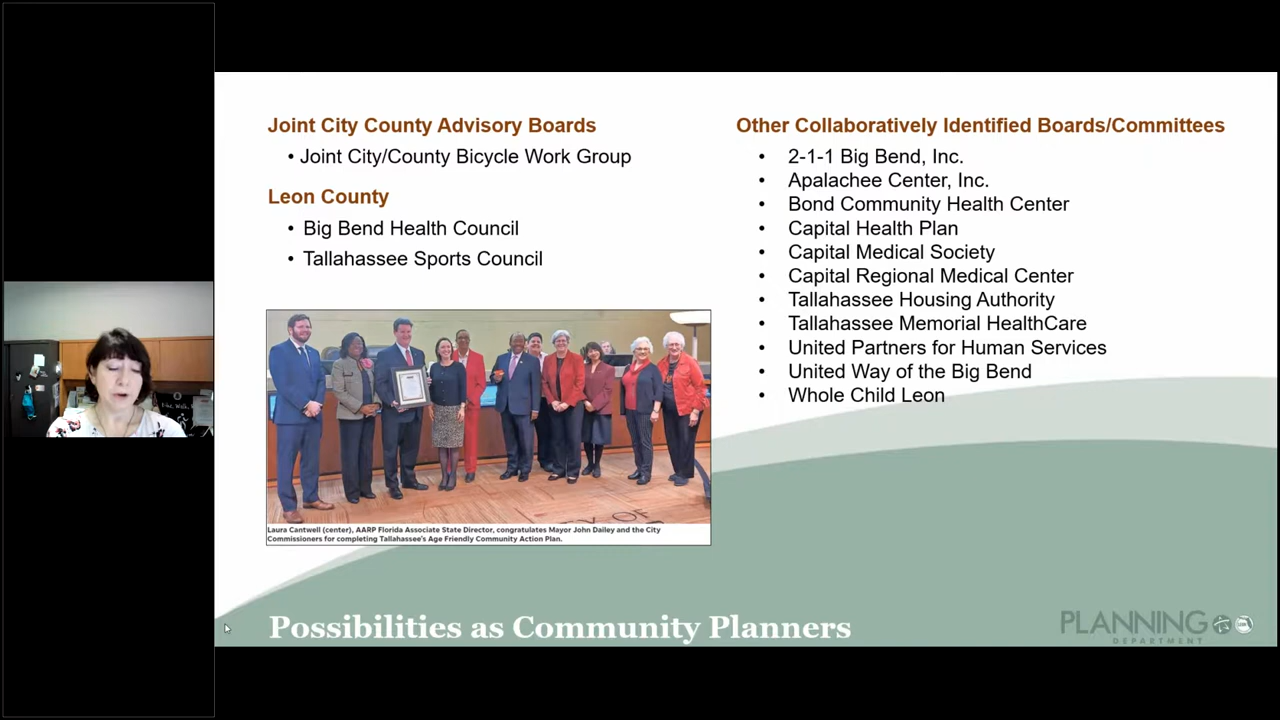 Joint City County Advisory Boards
• Joint City/County Bicycle Work Group
Leon County
• Big Bend Health Council
• Tallahassee Sports Council
Laura Cantwell (center), AARP Florida Associate State Director, congratulates Mayor John Dailey and the City
Commissioners for completing Tallahassee's Age Friendly Community Action Plan.
Other Collaboratively Identified Boards/Committees
• 2-1-1 Big Bend, Inc.
• Apalachee Center, Inc.
• Bond Community Health Center
• Capital Health Plan
• Capital Medical Society
• Capital Regional Medical Center
• Tallahassee Housing Authority
• Tallahassee Memorial HealthCare
• United Partners for Human Services
• United Way of the Big Bend
• Whole Child Leon
Possibilities as Community Planners
PLANNING
DEPARTMENT